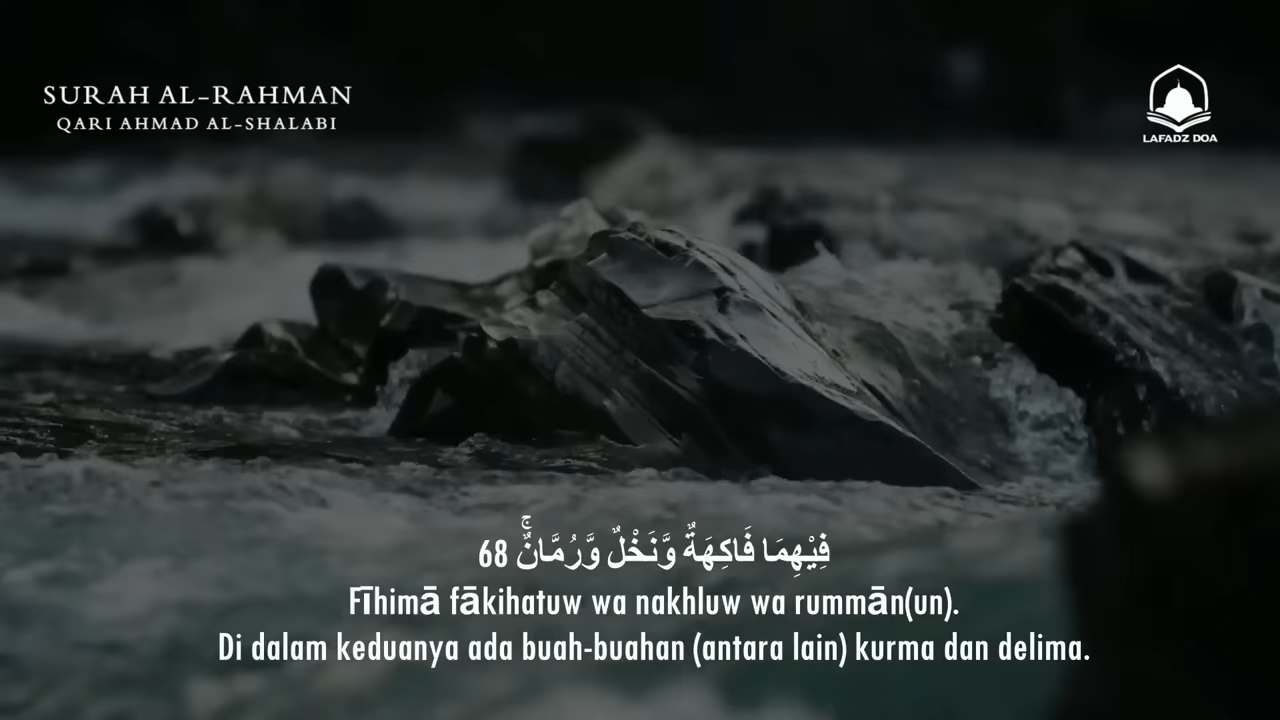 SURAH AL-RAHMAN
QARI AHMAD AL-SHALABI
LAFADZ DOA
فِيْهِمَا فَاكِهَةٌ وَّنَخْلٌ وَّرُمَّانٌۚ 68
Fīhimā fākihatuw wa nakhluw wa rummān(un).
Di dalam keduanya ada buah-buahan (antara lain) kurma dan delima.